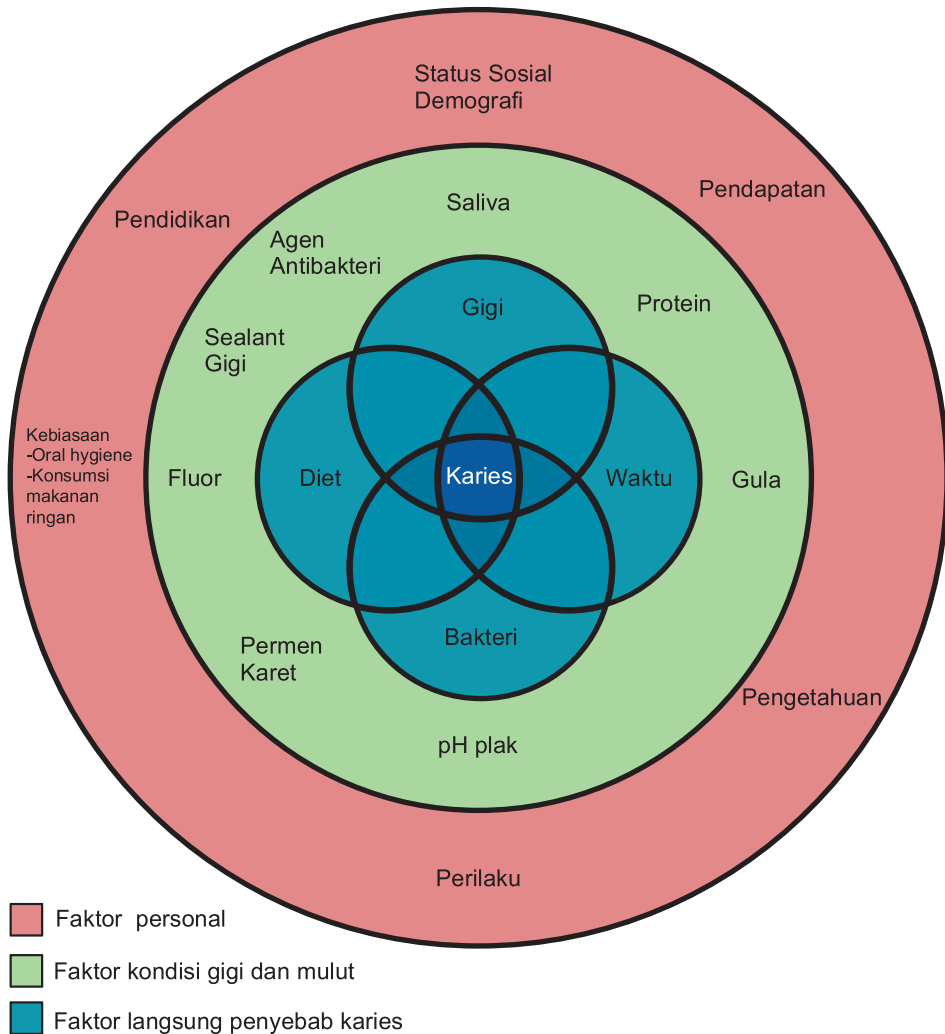 Status Sosial
Demografi
Pendapatan
Pendidikan
Saliva
Agen
Antibakteri
Gigi
Protein
Sealant
Gigi
Kebiasaan
-Oral hygiene
-Konsumsi
makanan
ringan
Fluor
Diet
Karies
Waktu
Gula
Bakteri
Permen
Karet
Pengetahuan
pH plak
Perilaku
Faktor personal
Faktor kondisi gigi dan mulut
Faktor langsung penyebab karies